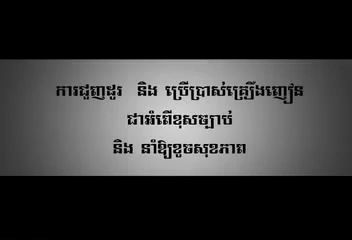 ការជួញដូរ និង ប្រើប្រាស់គ្រឿងញៀន
ជាអំពើខុសច្បាប់
និង នាំឱ្យខូចសុខភាព